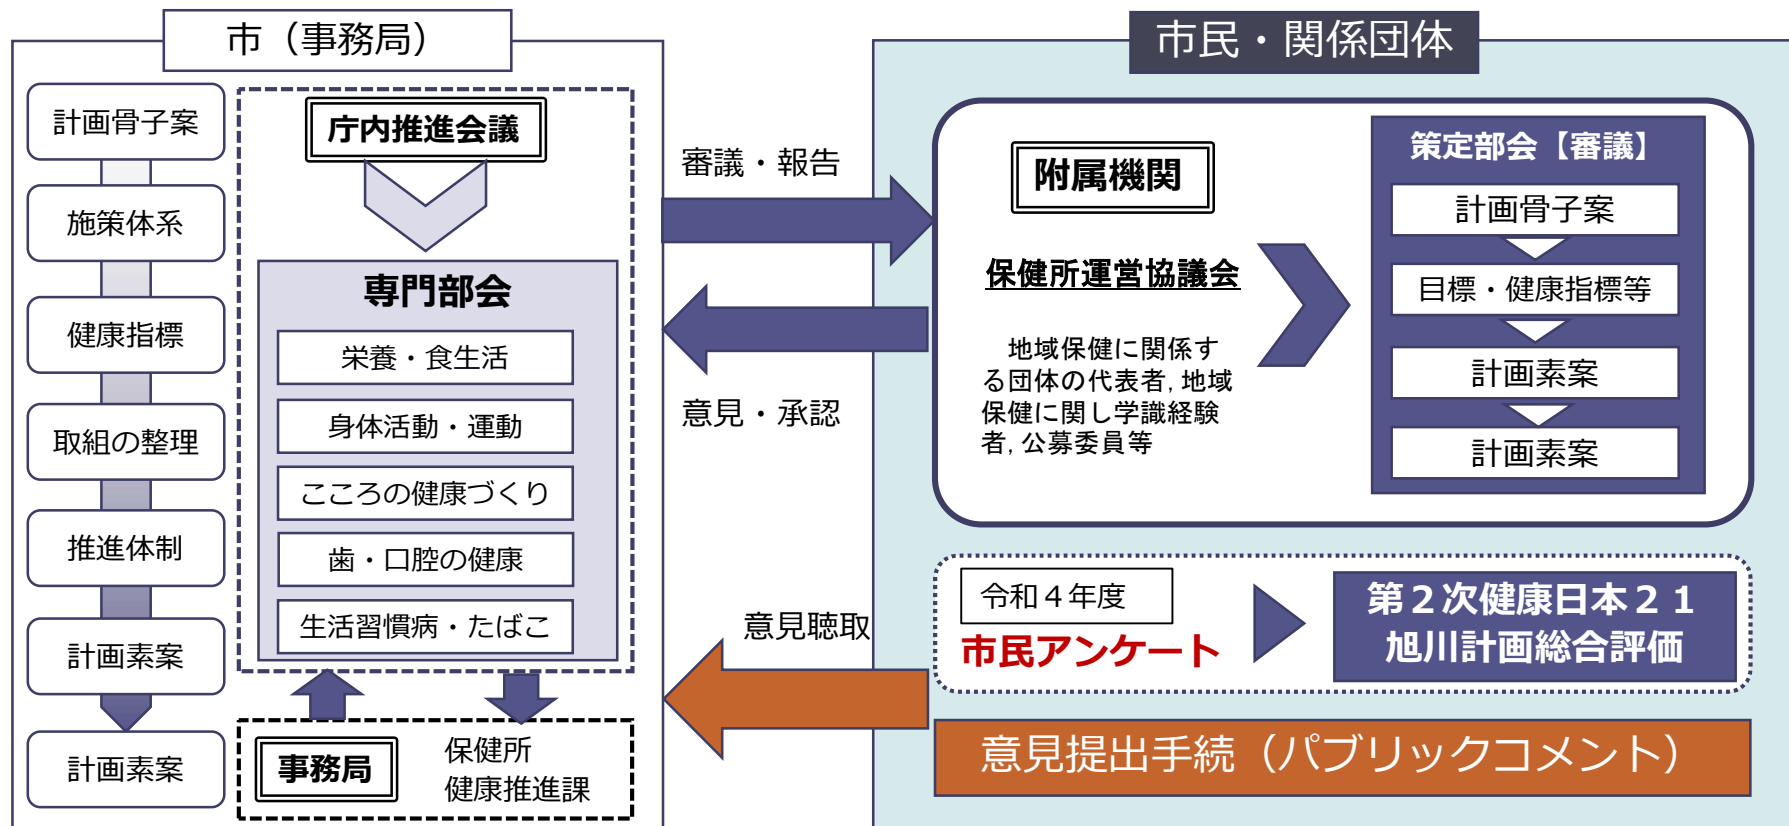 市（事務局）
計画骨子案
施策体系
健康指標
取組の整理
推進体制
計画素案
計画素案
庁内推進会議
専門部会
栄養・食生活
身体活動・運動
こころの健康づくり
歯・口腔の健康
生活習慣病・たばこ
事務局
保健所
健康推進課
審議・報告
意見・承認
意見聴取
市民・関係団体
附属機関
保健所運営協議会
地域保健に関係す
る団体の代表者,地域
保健に関し学識経験
者,公募委員等
策定部会【審議】
計画骨子案
目標・健康指標等
計画素案
計画素案
令和４年度
市民アンケート
第２次健康日本２１
旭川計画総合評価
意見提出手続（パブリックコメント）